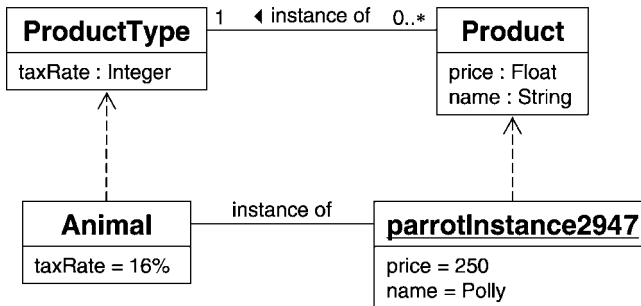 ProductType
taxRate : Integer
1 ◄ instance of 0..*
Product
price : Float
name : String
Animal
taxRate = 16%
instance of
parrotInstance2947
price = 250
name = Polly